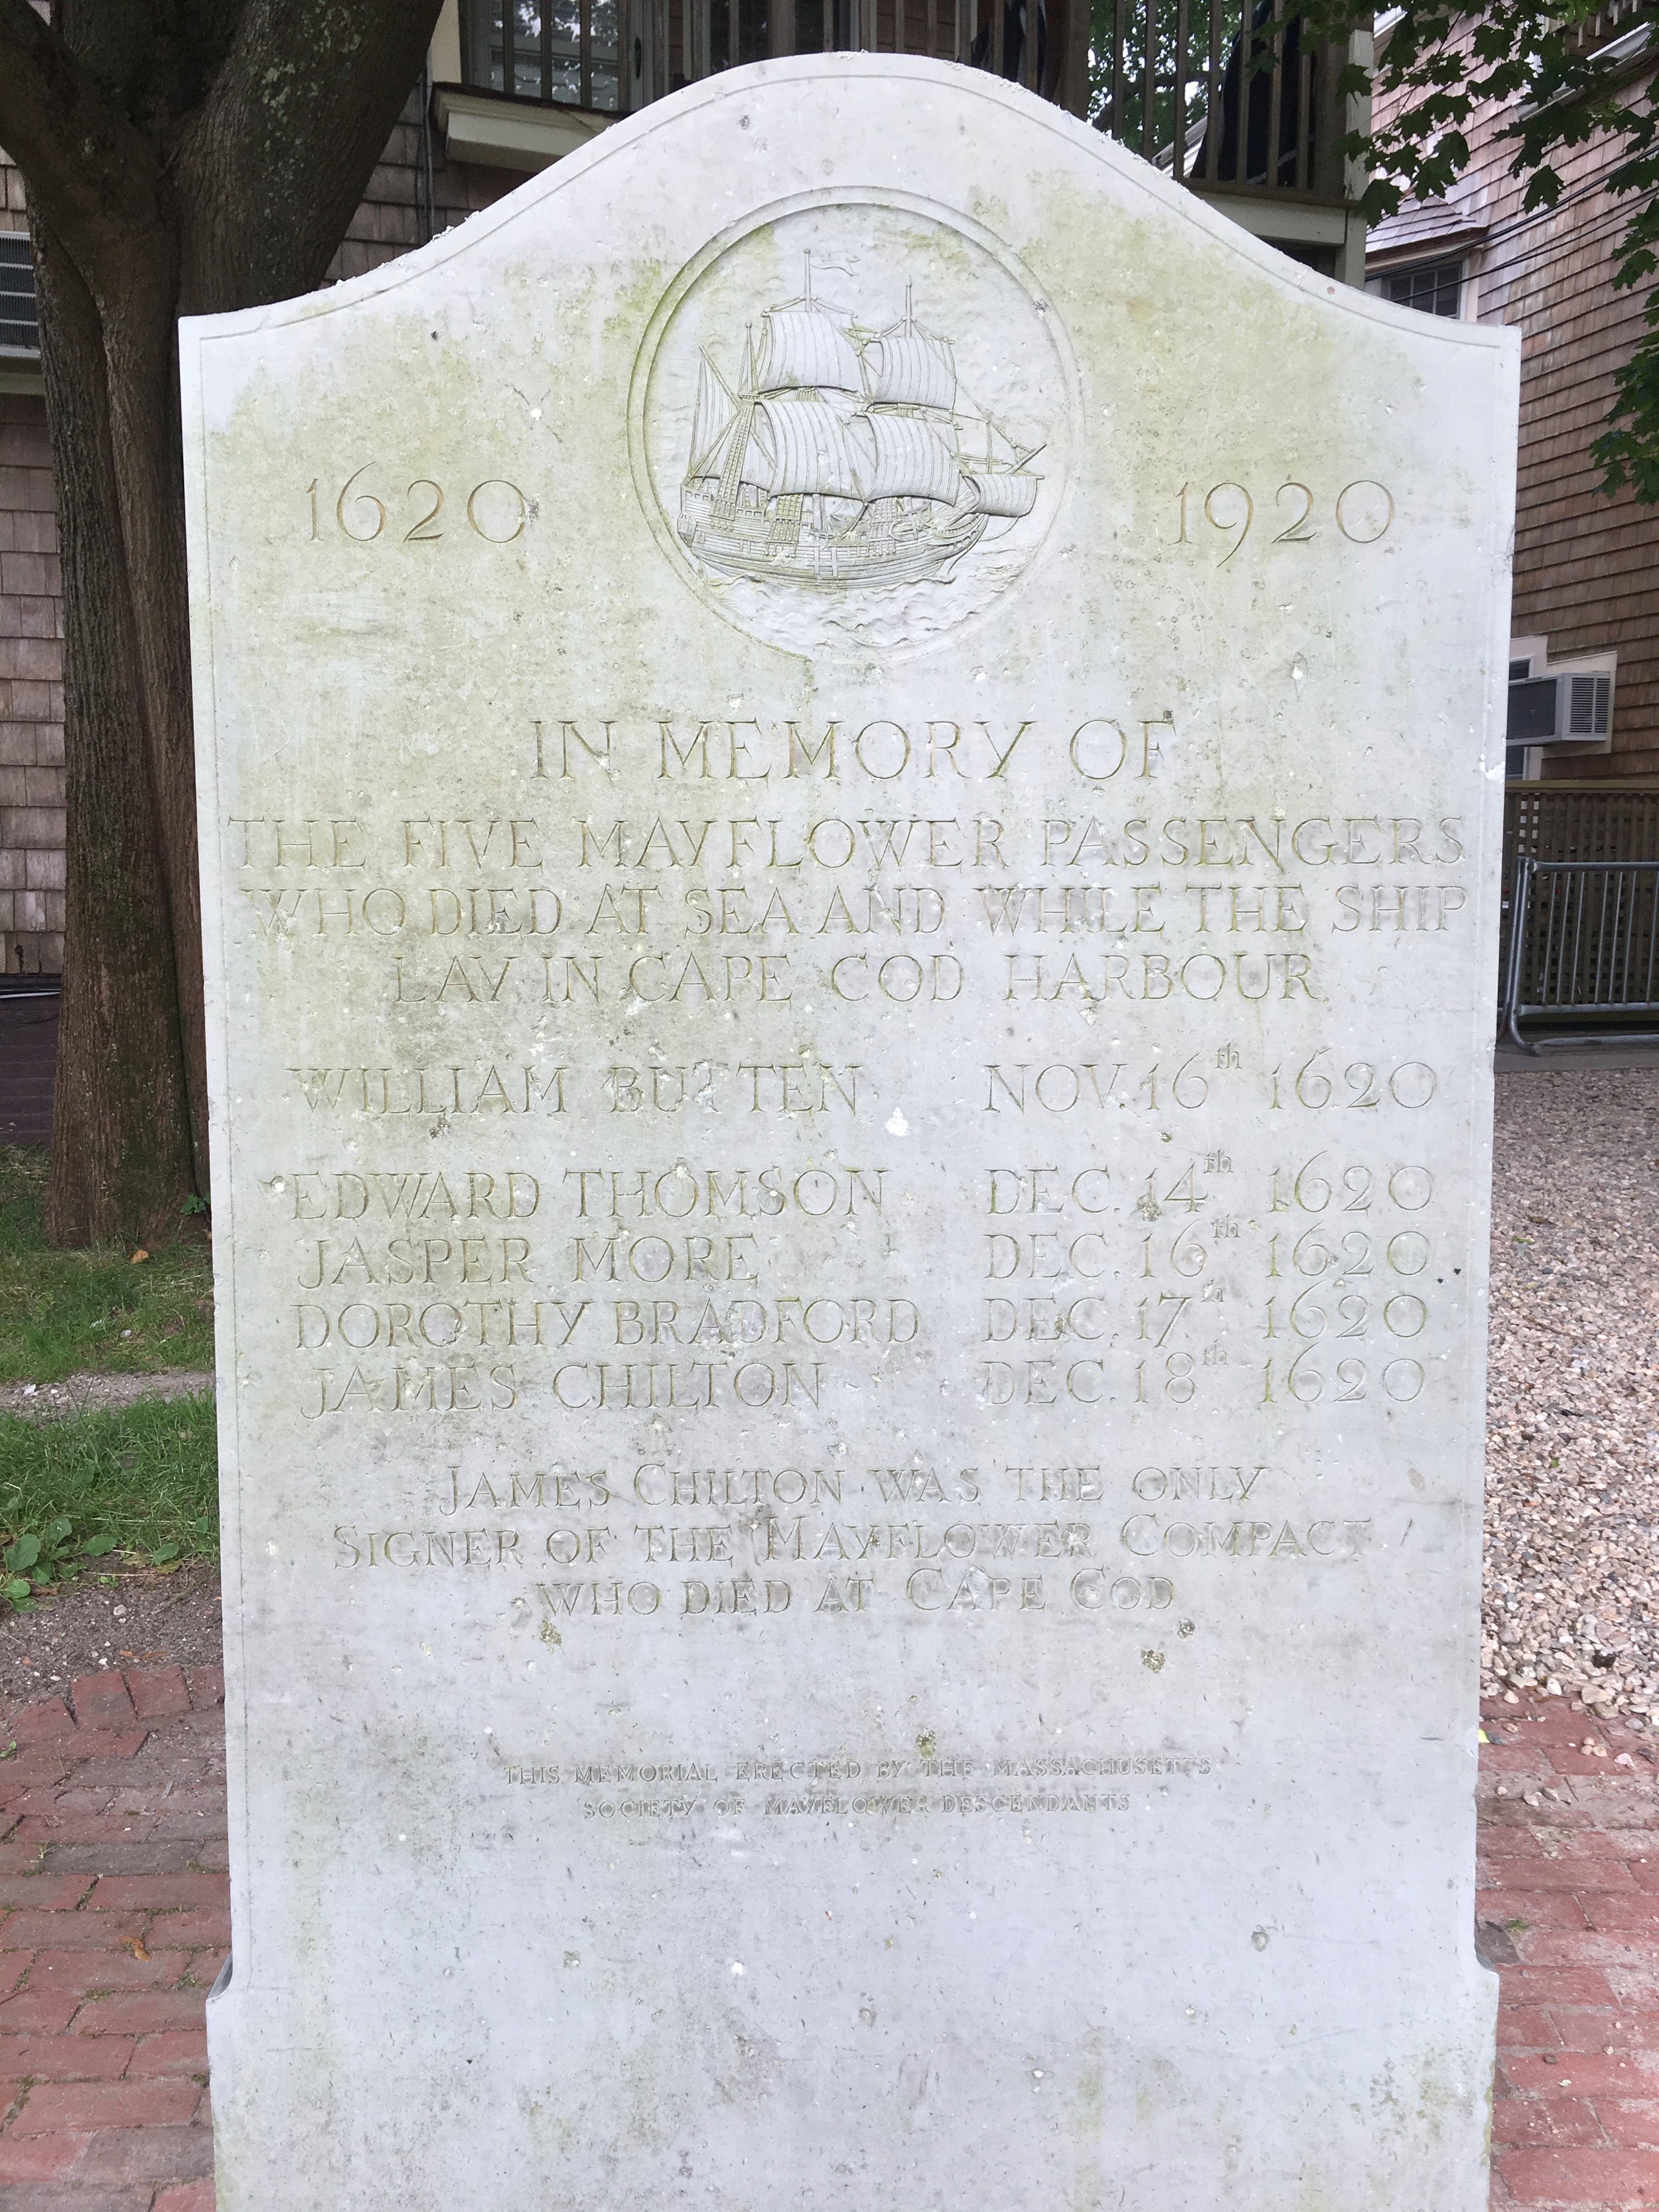 1620 1920
IN MEMORY OF
THE FIVE MAYFLOWER PASSENGERS
WHO DIED AT SEA AND WHILE THE SHIP
LAY IN CAPE COD HARBOUR
WILLIAM BUTTEN NOV. 16th 1620
EDWARD THOMSON DEC. 14th 1620
JASPER MORE DEC. 16th 1620
DOROTHY BRADFORD DEC. 17th 1620
JAMES CHILTON DEC. 18th 1620
JAMES CHILTON WAS THE ONLY
SIGNER OF THE MAYFLOWER COMPACT
WHO DIED AT CAPE COD
THIS MEMORIAL ERECTED BY THE MASSACHUSETTS
SOCIETY OF MAYFLOWER DESCENDANTS